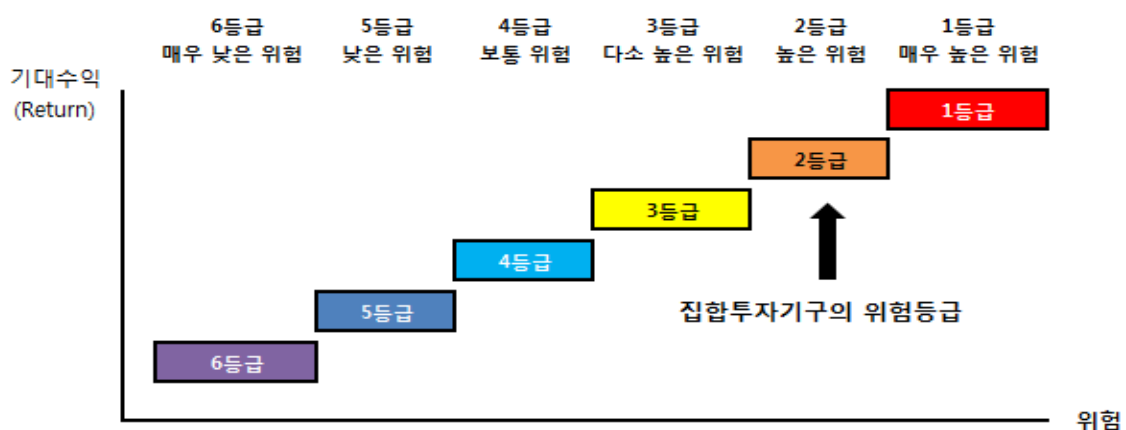 6등급 5등급 4등급 3등급 2등급 1등급
매우 낮은 위험 낮은 위험 보통 위험 다소 높은 위험 높은 위험 매우 높은 위험
기대수익
(Return)
1등급
2등급
3등급
4등급
5등급
6등급
집합투자기구의 위험등급
위험